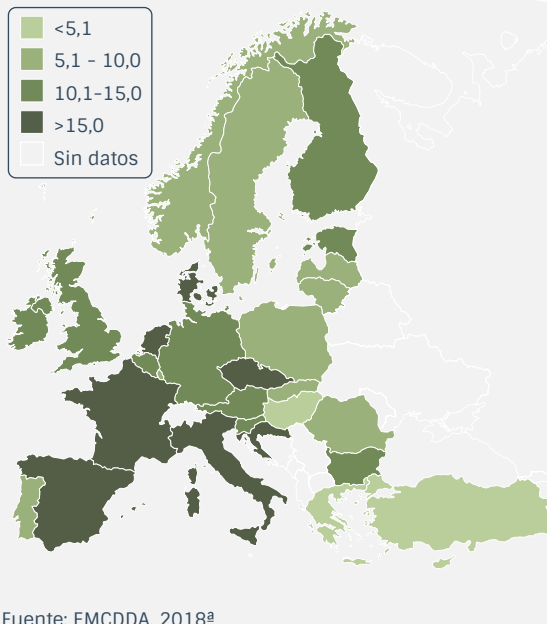 <5,1
5,1 - 10,0
10,1-15,0
>15,0
Sin datos
Fuente: EMCDDA, 2018ª